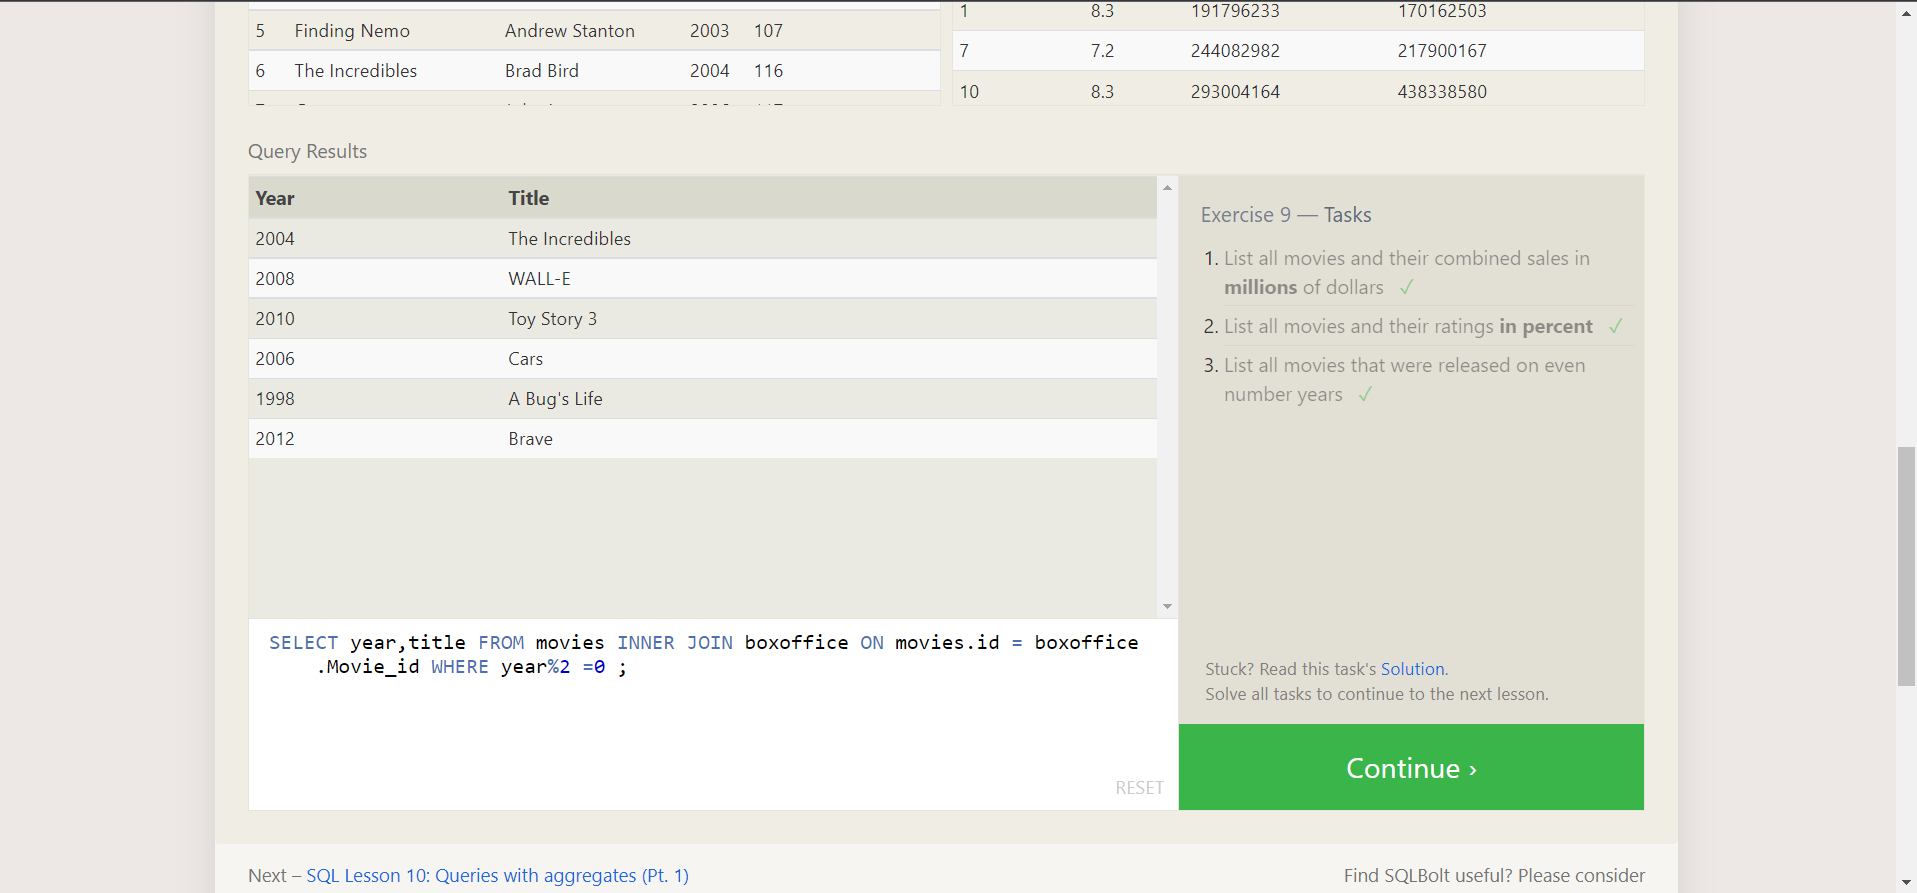 5 Finding Nemo Andrew Stanton 2003 107
6 The Incredibles Brad Bird 2004 116
1 8.3 191796233 170162503
7 7.2 244082982 217900167
10 8.3 293004164 438338580
Query Results
Year Title
2004 The Incredibles
2008 WALL-E
2010 Toy Story 3
2006 Cars
1998 A Bug's Life
2012 Brave
SELECT year,title FROM movies INNER JOIN boxoffice ON movies.id = boxoffice
.Movie_id WHERE year%2 =0 ;
RESET
Exercise 9 — Tasks
1. List all movies and their combined sales in
millions of dollars ✓
2. List all movies and their ratings in percent ✓
3. List all movies that were released on even
number years ✓
Stuck? Read this task's Solution.
Solve all tasks to continue to the next lesson.
Continue ›
Next – SQL Lesson 10: Queries with aggregates (Pt. 1)
Find SQLBolt useful? Please consider